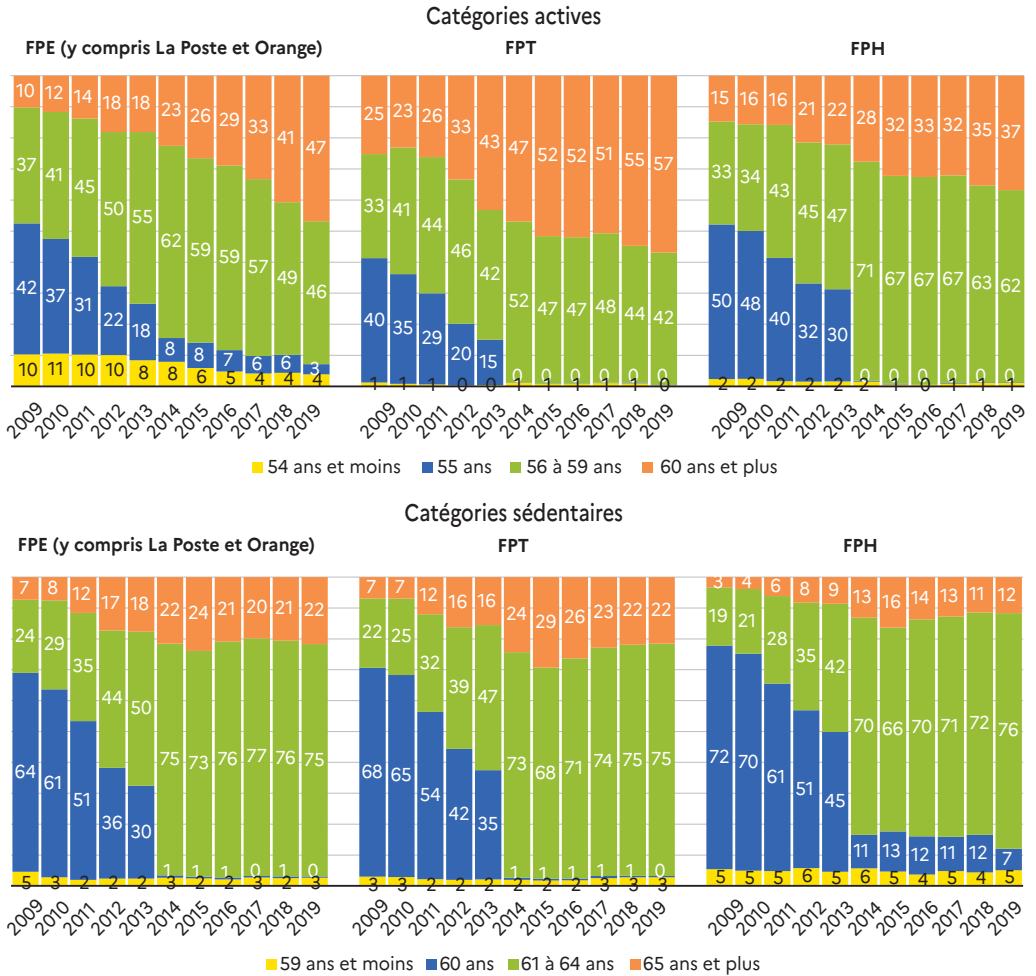 Catégories actives
FPE (y compris La Poste et Orange) FPT FPH
10 12 14 18 18 23 26 29 33 41 47
37 41 45 50 55 62 59 59 57 49 46
42 37 31 22 18 8 8 7 6 6 3
10 11 10 10 8 8 6 5 4 4 4
25 23 26 33 43 47 52 52 51 55 57
33 41 44 46 42 52 47 47 48 44 42
40 35 29 20 15 0 0 0 0 0 0
1 1 1 0 0 1 1 1 1 1 0
15 16 16 21 22 28 32 33 32 35 37
33 34 43 45 47 71 67 67 67 63 62
50 48 40 32 30 0 0 0 0 0 0
2 2 2 2 2 2 1 0 1 1 1
2009 2010 2011 2012 2013 2014 2015 2016 2017 2018 2019
2009 2010 2011 2012 2013 2014 2015 2016 2017 2018 2019
2009 2010 2011 2012 2013 2014 2015 2016 2017 2018 2019
54 ans et moins 55 ans 56 à 59 ans 60 ans et plus
Catégories sédentaires
FPE (y compris La Poste et Orange) FPT FPH
7 8 12 17 18 22 24 21 20 21 22
24 29 35 44 50 75 73 76 77 76 75
64 61 51 36 30 1 1 1 0 1 0
5 3 2 2 2 3 2 2 3 2 3
7 7 12 16 16 24 29 26 23 22 22
22 25 32 39 47 73 68 71 74 75 75
68 65 54 42 35 1 1 1 1 1 0
3 3 2 2 2 2 2 2 3 3 3
3 4 6 8 9 13 16 14 13 11 12
19 21 28 35 42 70 66 70 71 72 76
72 70 61 51 45 11 13 12 11 12 7
5 5 5 6 5 6 5 4 5 4 5
2009 2010 2011 2012 2013 2014 2015 2016 2017 2018 2019
2009 2010 2011 2012 2013 2014 2015 2016 2017 2018 2019
2009 2010 2011 2012 2013 2014 2015 2016 2017 2018 2019
59 ans et moins 60 ans 61 à 64 ans 65 ans et plus